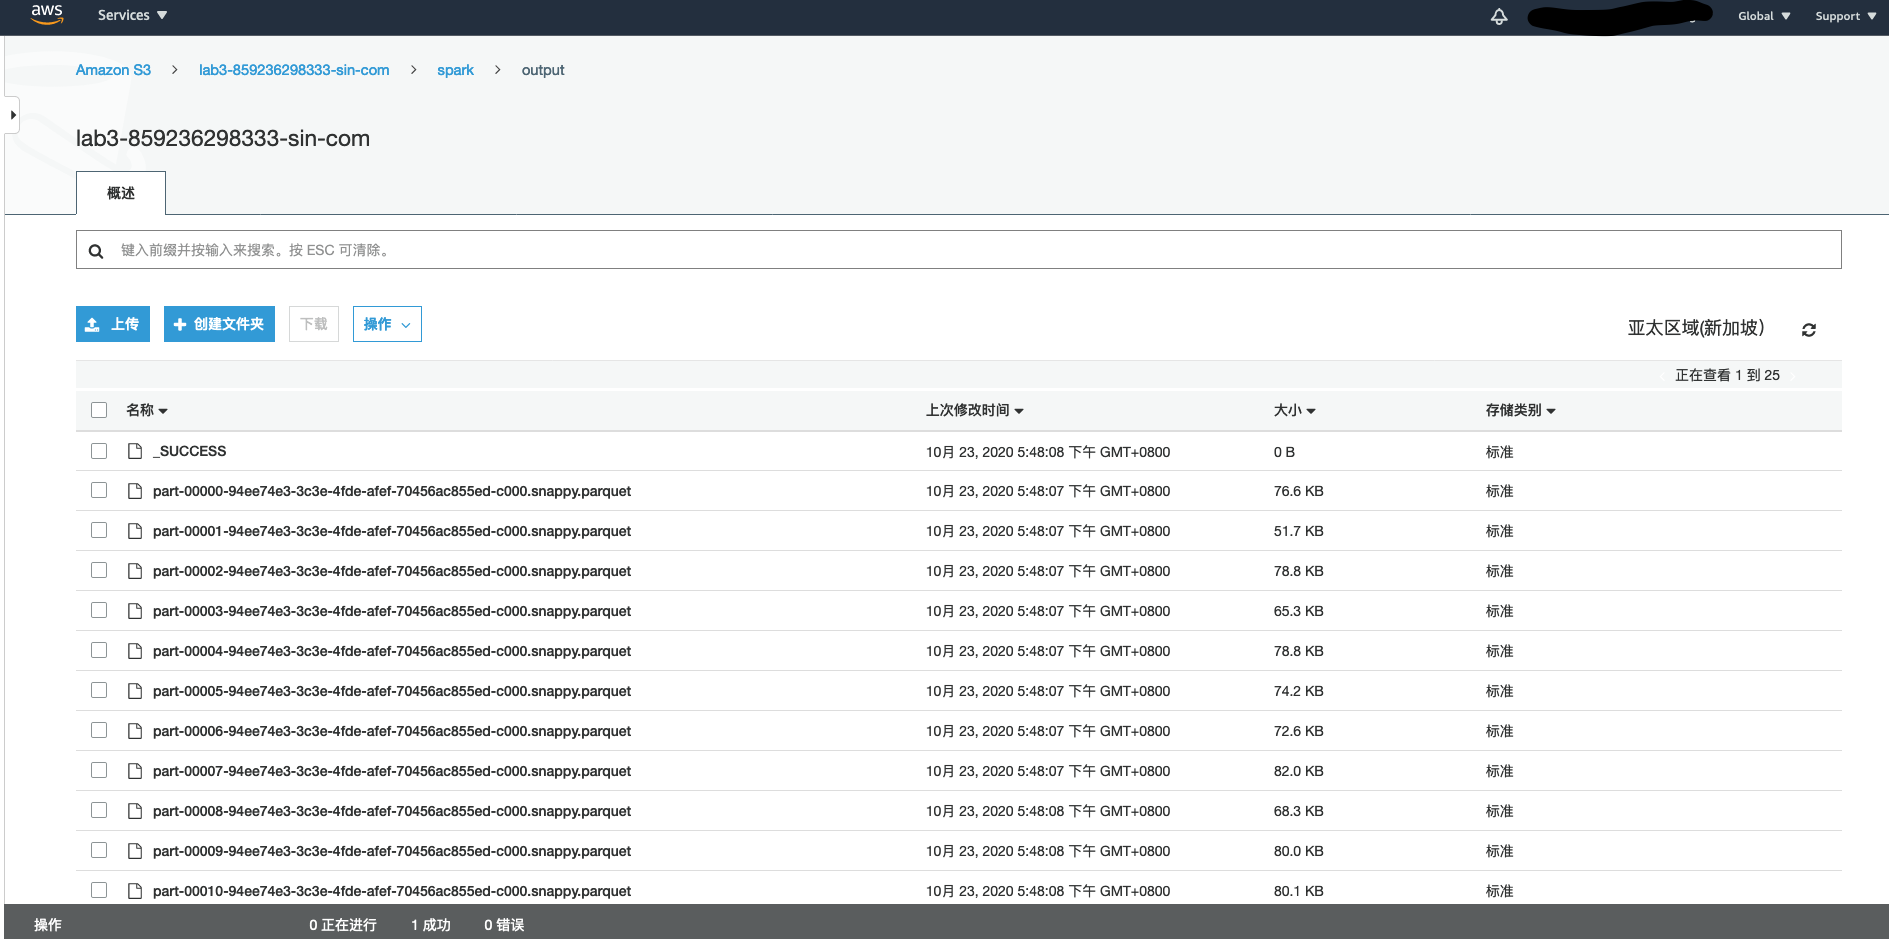 aws Services Global Support
Amazon S3 > lab3-859236298333-sin-com > spark > output
lab3-859236298333-sin-com
概述
键入前缀并按输入来搜索。按 ESC 可清除。
上传 创建文件夹 下载 操作 亚太区域(新加坡)
正在查看 1 到 25
名称 上次修改时间 大小 存储类别
_SUCCESS 10月 23, 2020 5:48:08 下午 GMT+0800 0 B 标准
part-00000-94ee74e3-3c3e-4fde-afef-70456ac855ed-c000.snappy.parquet 10月 23, 2020 5:48:07 下午 GMT+0800 76.6 KB 标准
part-00001-94ee74e3-3c3e-4fde-afef-70456ac855ed-c000.snappy.parquet 10月 23, 2020 5:48:07 下午 GMT+0800 51.7 KB 标准
part-00002-94ee74e3-3c3e-4fde-afef-70456ac855ed-c000.snappy.parquet 10月 23, 2020 5:48:07 下午 GMT+0800 78.8 KB 标准
part-00003-94ee74e3-3c3e-4fde-afef-70456ac855ed-c000.snappy.parquet 10月 23, 2020 5:48:07 下午 GMT+0800 65.3 KB 标准
part-00004-94ee74e3-3c3e-4fde-afef-70456ac855ed-c000.snappy.parquet 10月 23, 2020 5:48:07 下午 GMT+0800 78.8 KB 标准
part-00005-94ee74e3-3c3e-4fde-afef-70456ac855ed-c000.snappy.parquet 10月 23, 2020 5:48:07 下午 GMT+0800 74.2 KB 标准
part-00006-94ee74e3-3c3e-4fde-afef-70456ac855ed-c000.snappy.parquet 10月 23, 2020 5:48:07 下午 GMT+0800 72.6 KB 标准
part-00007-94ee74e3-3c3e-4fde-afef-70456ac855ed-c000.snappy.parquet 10月 23, 2020 5:48:07 下午 GMT+0800 82.0 KB 标准
part-00008-94ee74e3-3c3e-4fde-afef-70456ac855ed-c000.snappy.parquet 10月 23, 2020 5:48:08 下午 GMT+0800 68.3 KB 标准
part-00009-94ee74e3-3c3e-4fde-afef-70456ac855ed-c000.snappy.parquet 10月 23, 2020 5:48:08 下午 GMT+0800 80.0 KB 标准
part-00010-94ee74e3-3c3e-4fde-afef-70456ac855ed-c000.snappy.parquet 10月 23, 2020 5:48:08 下午 GMT+0800 80.1 KB 标准
操作 0 正在进行 1 成功 0 错误